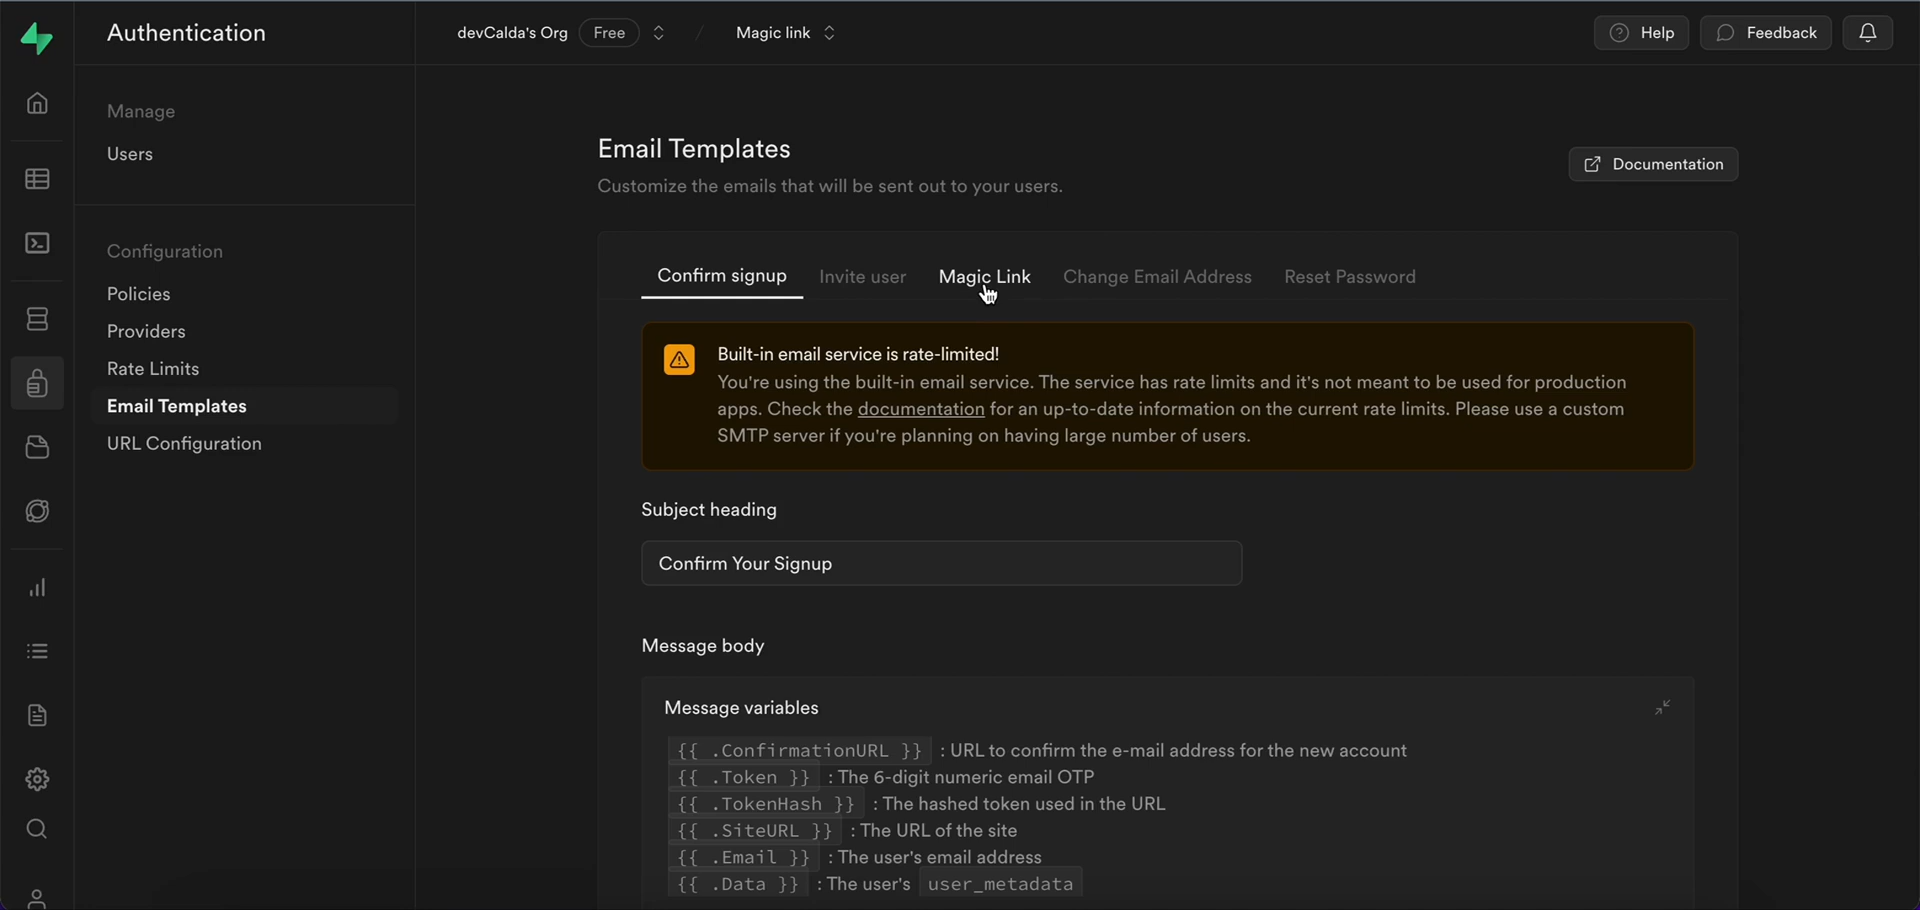 Authentication
devCalda's Org Free / Magic link
Help Feedback
Manage
Users
Configuration
Policies
Providers
Rate Limits
Email Templates
URL Configuration
Email Templates
Customize the emails that will be sent out to your users.
Documentation
Confirm signup Invite user Magic Link Change Email Address Reset Password
Built-in email service is rate-limited!
You're using the built-in email service. The service has rate limits and it's not meant to be used for production
apps. Check the documentation for an up-to-date information on the current rate limits. Please use a custom
SMTP server if you're planning on having large number of users.
Subject heading
Confirm Your Signup
Message body
Message variables
{{ .ConfirmationURL }} : URL to confirm the e-mail address for the new account
{{ .Token }} : The 6-digit numeric email OTP
{{ .TokenHash }} : The hashed token used in the URL
{{ .SiteURL }} : The URL of the site
{{ .Email }} : The user's email address
{{ .Data }} : The user's user_metadata